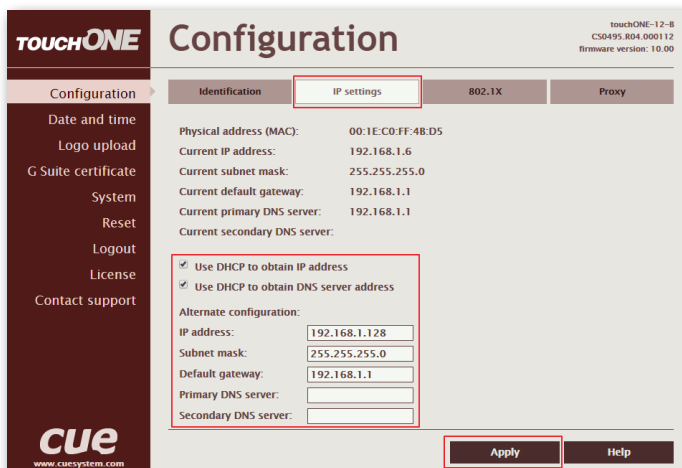 touchONE
Configuration
touchONE-12-B
CS0495.R04.000112
firmware version: 10.00
Configuration
Date and time
Logo upload
G Suite certificate
System
Reset
Logout
License
Contact support
Identification
IP settings
802.1X
Proxy
Physical address (MAC): 00:1E:C0:FF:4B:D5
Current IP address: 192.168.1.6
Current subnet mask: 255.255.255.0
Current default gateway: 192.168.1.1
Current primary DNS server: 192.168.1.1
Current secondary DNS server:
Use DHCP to obtain IP address
Use DHCP to obtain DNS server address
Alternate configuration:
IP address: 192.168.1.128
Subnet mask: 255.255.255.0
Default gateway: 192.168.1.1
Primary DNS server:
Secondary DNS server:
cue
www.cuesystem.com
Apply
Help